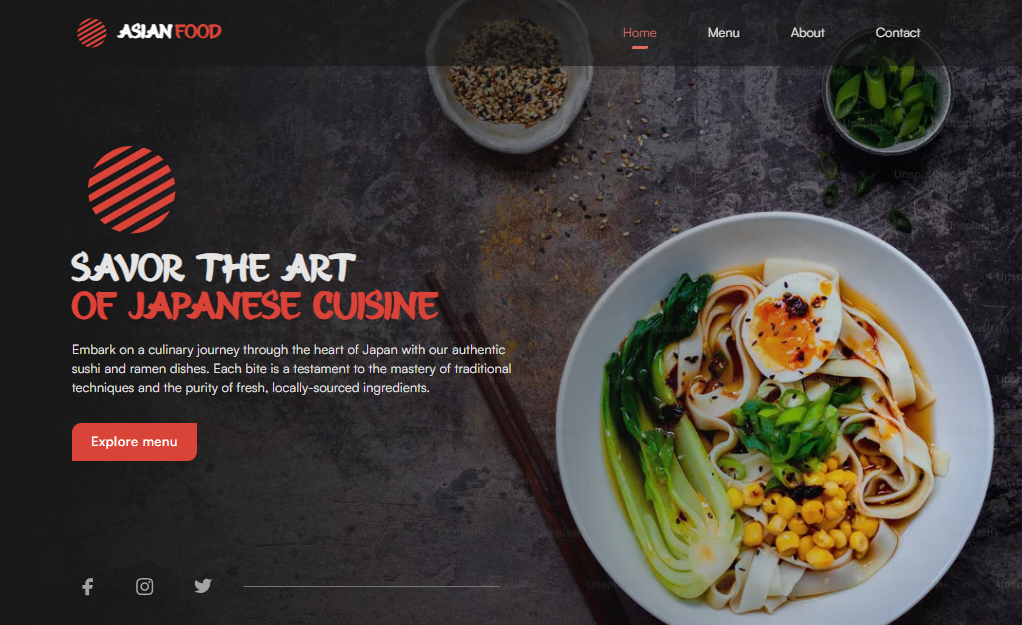 ASIAN FOOD
Home Menu About Contact
SAVOR THE ART
OF JAPANESE CUISINE
Embark on a culinary journey through the heart of Japan with our authentic
sushi and ramen dishes. Each bite is a testament to the mastery of traditional
techniques and the purity of fresh, locally-sourced ingredients.
Explore menu